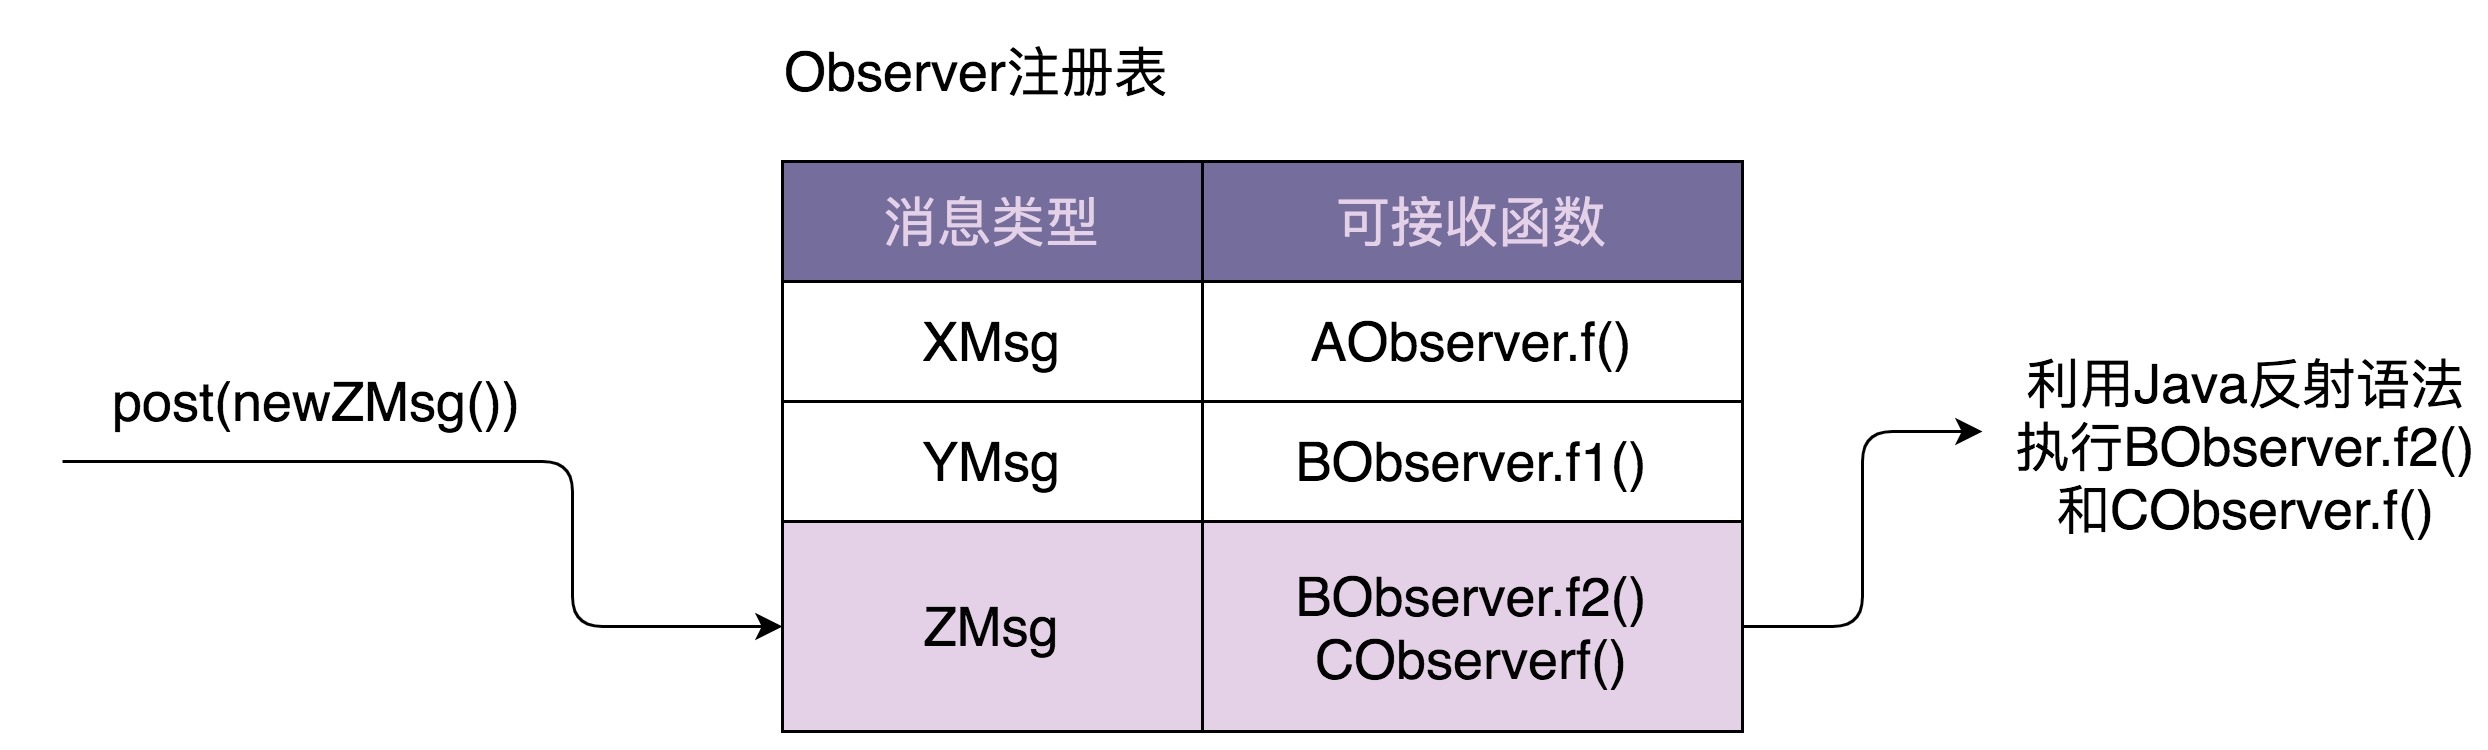 Observer注册表
消息类型 可接收函数
XMsg AObserver.f()
post(newZMsg())
YMsg BObserver.f1()
ZMsg
BObserver.f2()
CObserverf()
利用Java反射语法
执行BObserver.f2()
和CObserver.f()